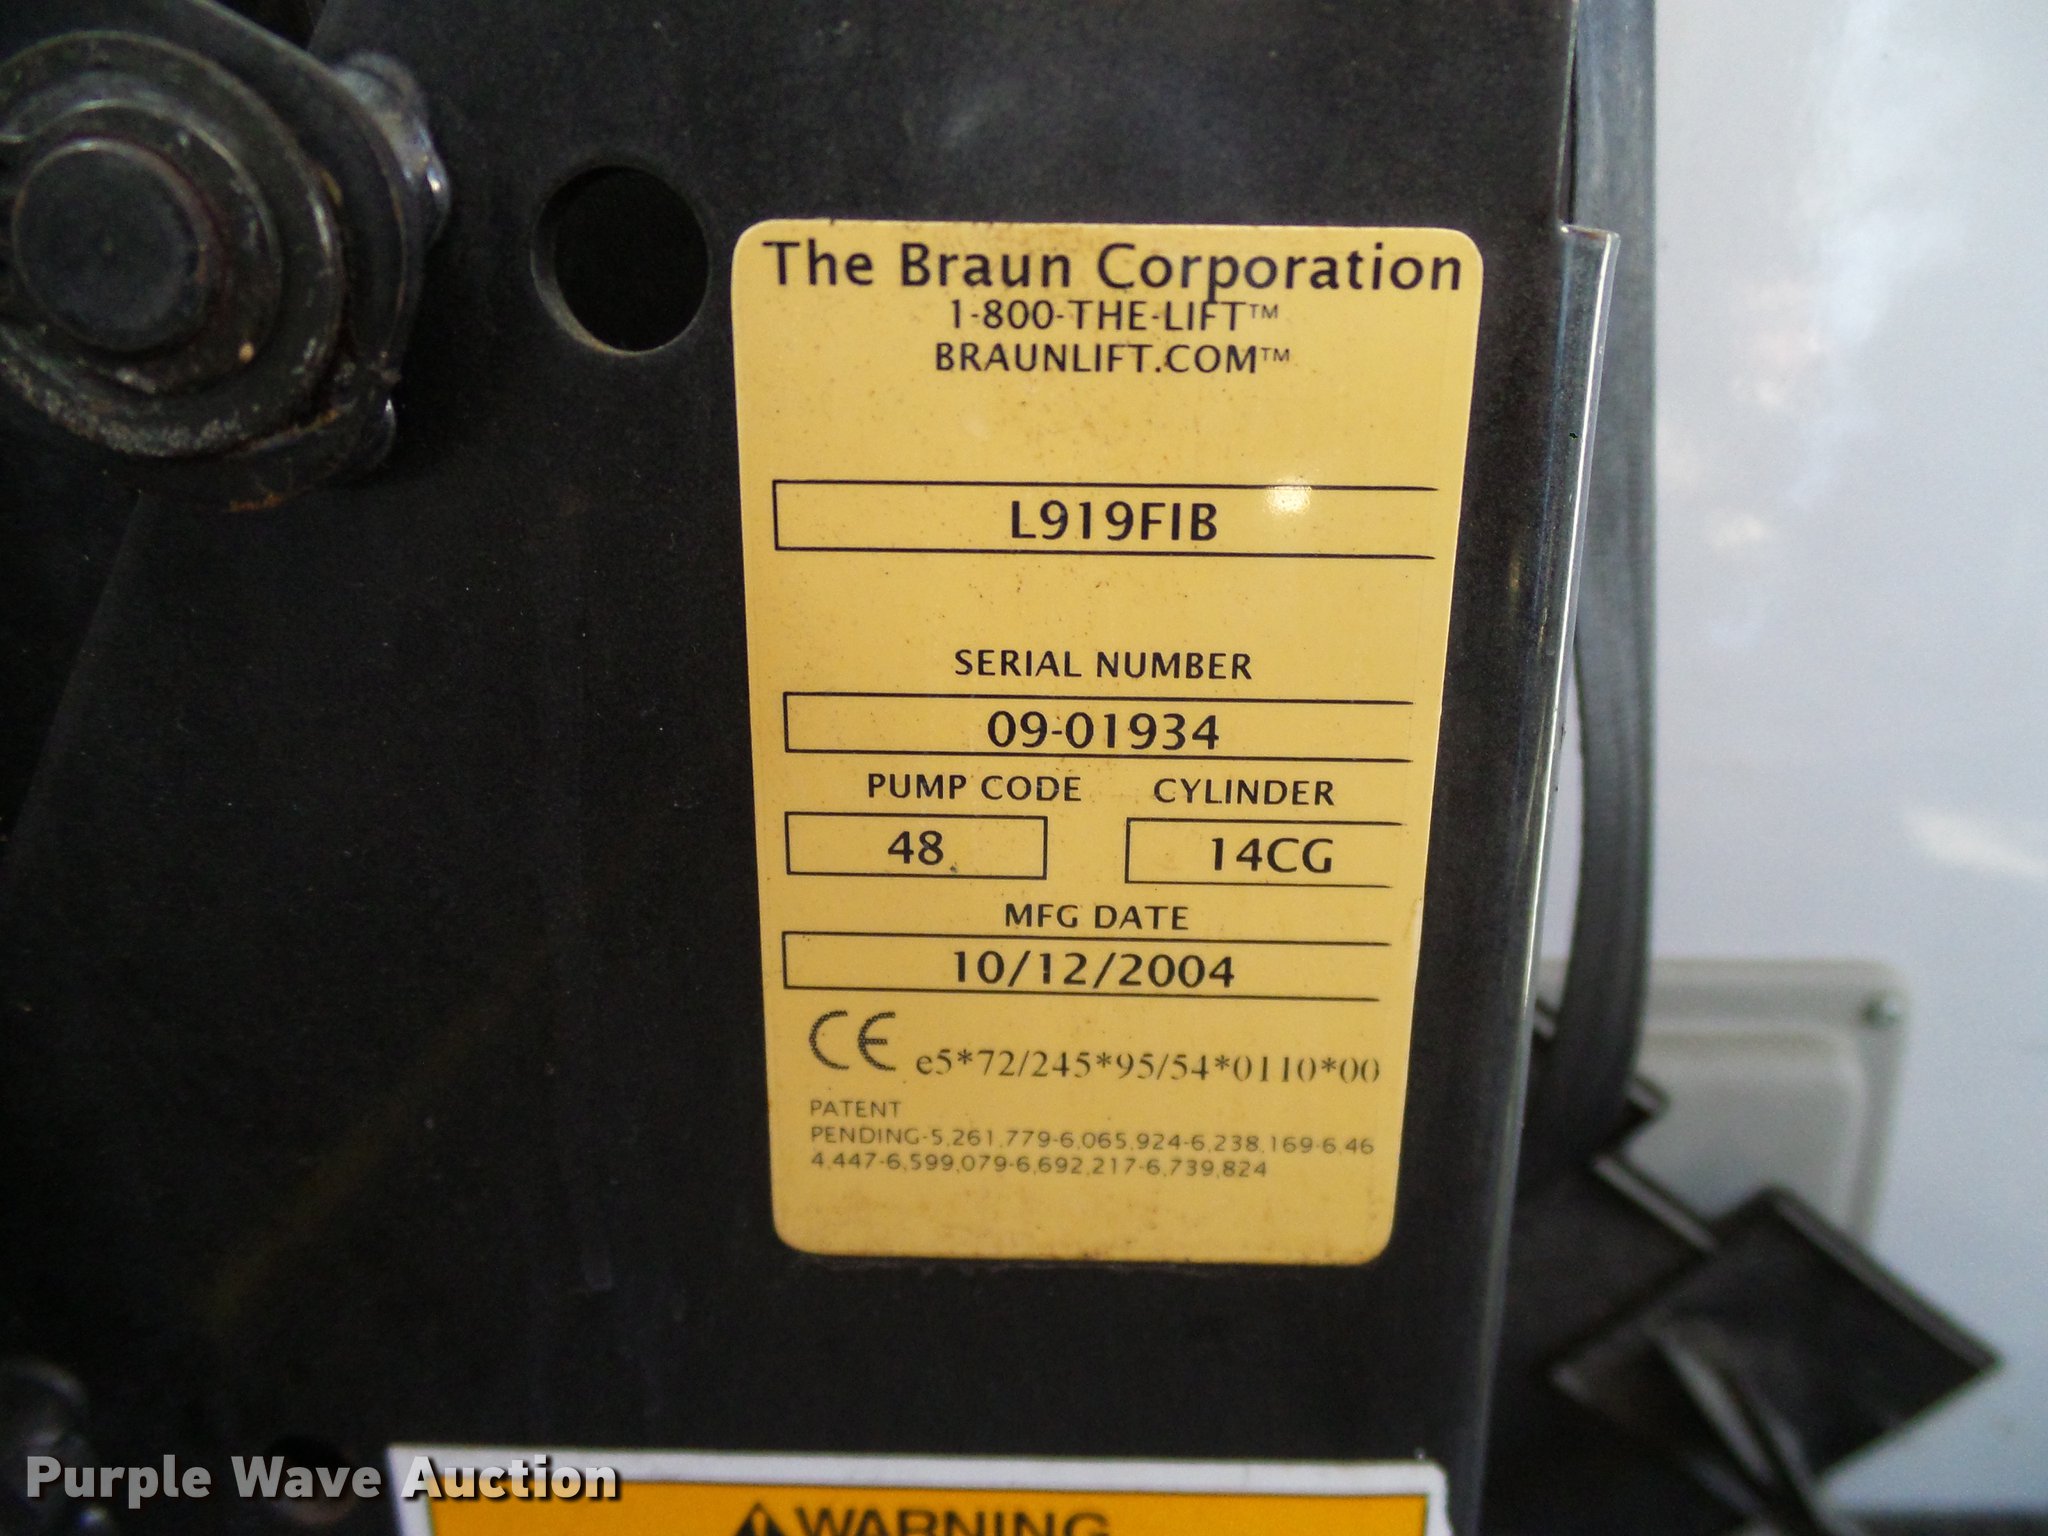 The Braun Corporation
1-800-THE-LIFT™
BRAUNLIFT.COM™
L919FIB
SERIAL NUMBER
09-01934
PUMP CODE CYLINDER
48 14CG
MFG DATE
10/12/2004
CE e5*72/245*95/54*0110*00
PATENT
PENDING-5,261,779-6,065,924-6,238,169-6,46
4,447-6,599,079-6,692,217-6,739,824
WARNING
Purple Wave Auction